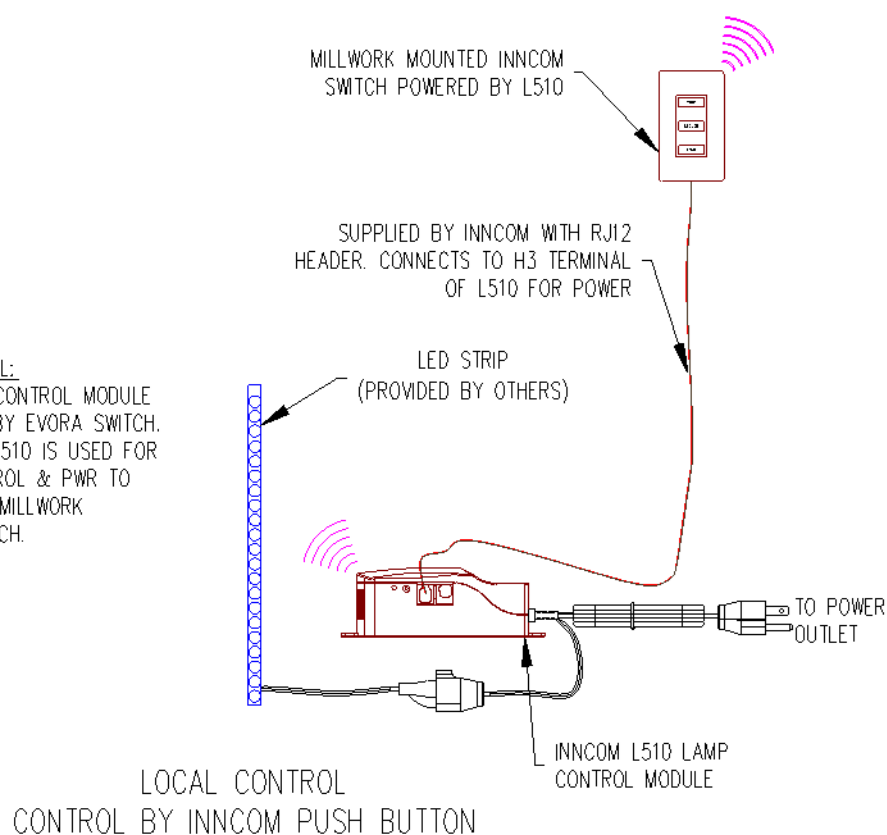 MILLWORK MOUNTED INNCOM
SWITCH POWERED BY L510
SUPPLIED BY INNCOM WITH RJ12
HEADER. CONNECTS TO H3 TERMINAL
OF L510 FOR POWER
LED STRIP
(PROVIDED BY OTHERS)
L:
CONTROL MODULE
BY EVORA SWITCH.
510 IS USED FOR
ROL & PWR TO
MILLWORK
CH.
TO POWER
OUTLET
INNCOM L510 LAMP
CONTROL MODULE
LOCAL CONTROL
CONTROL BY INNCOM PUSH BUTTON